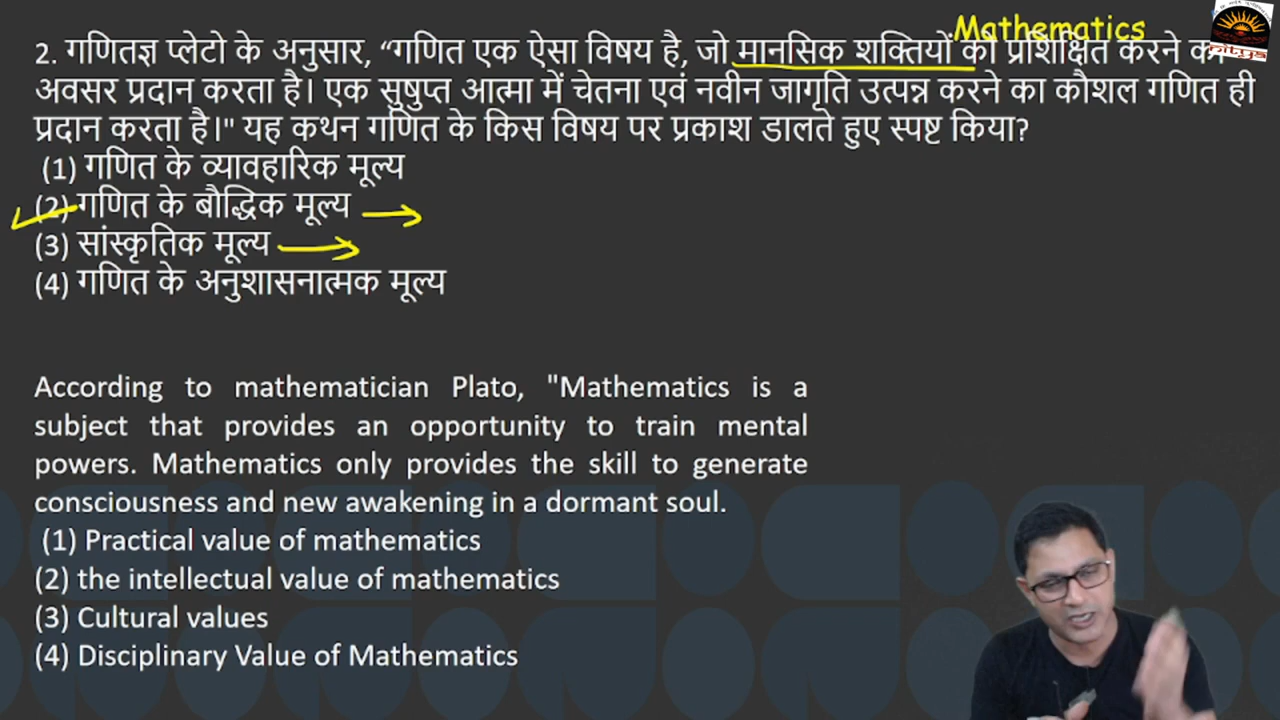 Mathematics
2. गणितज्ञ प्लेटो के अनुसार, “गणित एक ऐसा विषय है, जो मानसिक शक्तियों को प्रशिक्षित करने का
अवसर प्रदान करता है। एक सुषुप्त आत्मा में चेतना एवं नवीन जागृति उत्पन्न करने का कौशल गणित ही
प्रदान करता है।" यह कथन गणित के किस विषय पर प्रकाश डालते हुए स्पष्ट किया?
(1) गणित के व्यावहारिक मूल्य
(2) गणित के बौद्धिक मूल्य
(3) सांस्कृतिक मूल्य
(4) गणित के अनुशासनात्मक मूल्य
According to mathematician Plato, "Mathematics is a
subject that provides an opportunity to train mental
powers. Mathematics only provides the skill to generate
consciousness and new awakening in a dormant soul.
(1) Practical value of mathematics
(2) the intellectual value of mathematics
(3) Cultural values
(4) Disciplinary Value of Mathematics